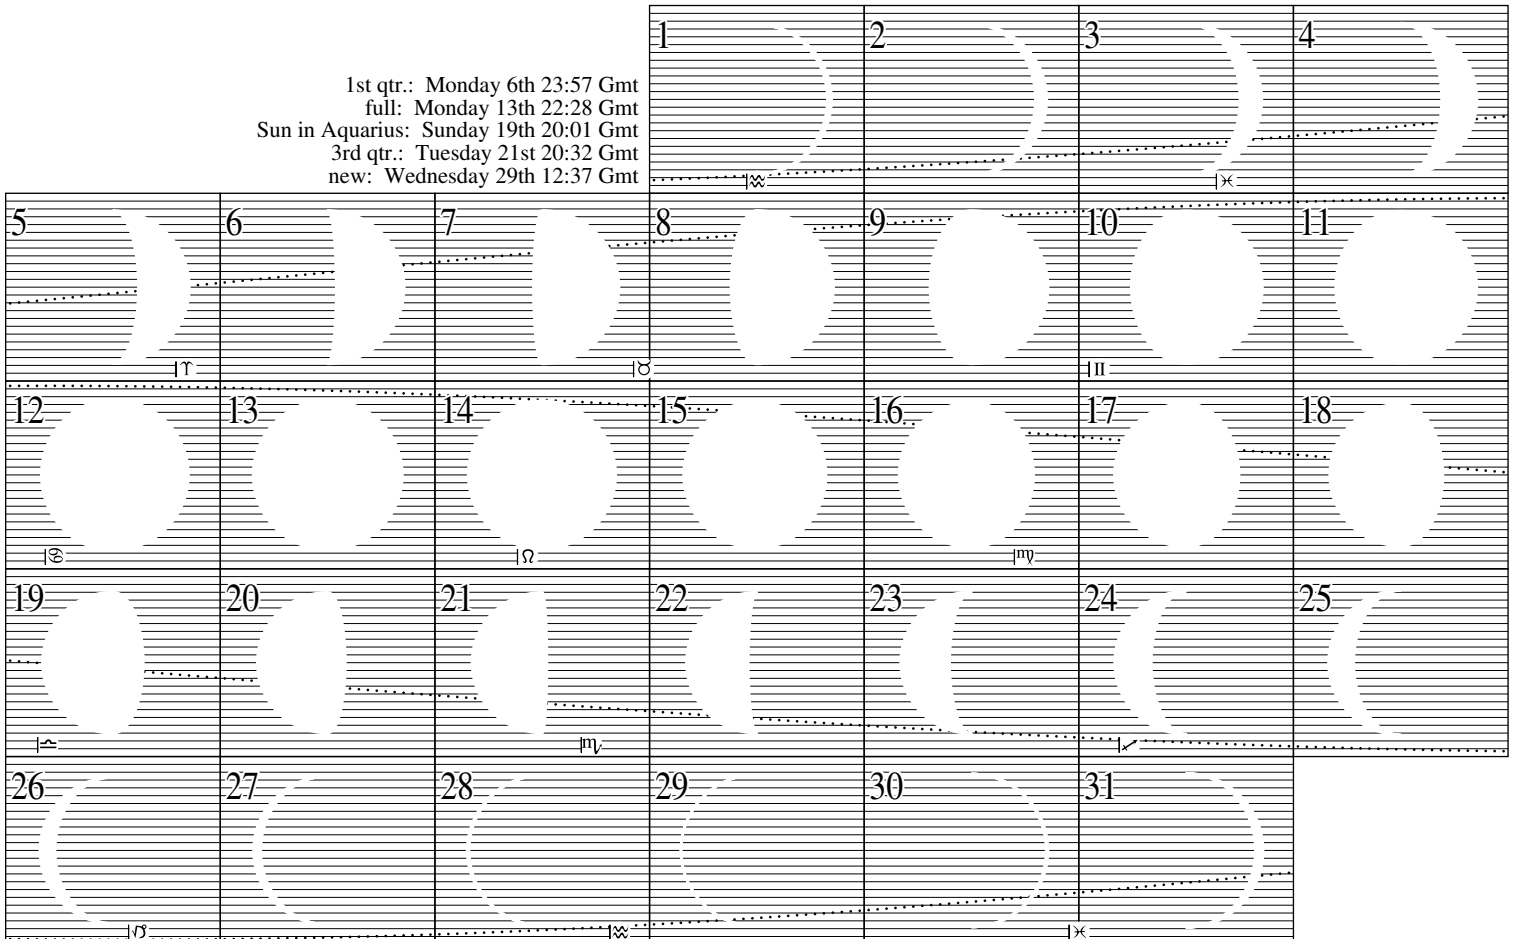 1 2 3 4
1st qtr.: Monday 6th 23:57 Gmt
full: Monday 13th 22:28 Gmt
Sun in Aquarius: Sunday 19th 20:01 Gmt
3rd qtr.: Tuesday 21st 20:32 Gmt
new: Wednesday 29th 12:37 Gmt
♒ ♓
5 6 7 8 9 10 11
♈ ♉ ♊
12 13 14 15 16 17 18
♋ ♌ ♍
19 20 21 22 23 24 25
♎ ♏ ♐
26 27 28 29 30 31
♑ ♒ ♓